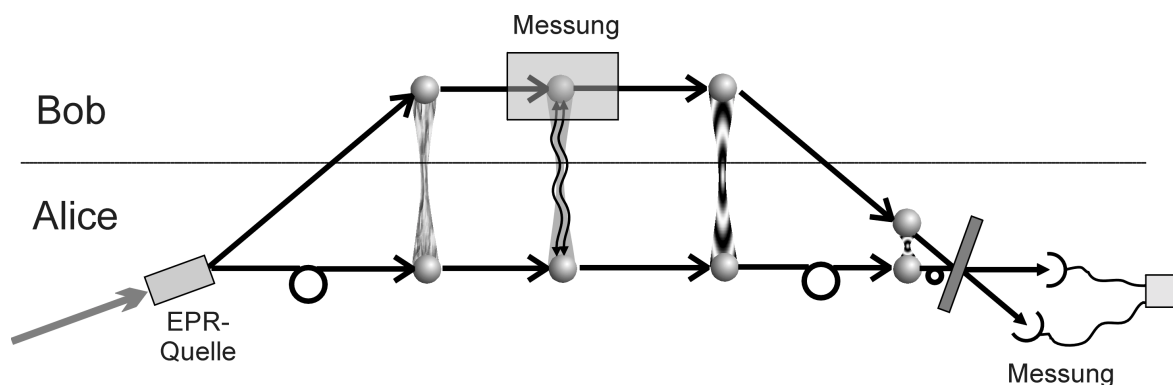 Messung
Bob
Alice
EPR-
Quelle
Messung